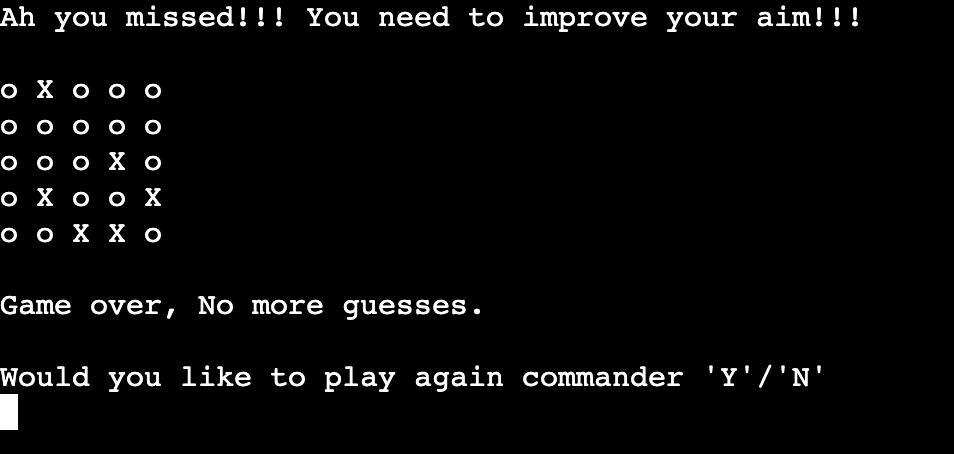 Ah you missed!!! You need to improve your aim!!!
o X o o o
o o o o o
o o o X o
o X o o X
o o X X o
Game over, No more guesses.
Would you like to play again commander 'Y'/'N'